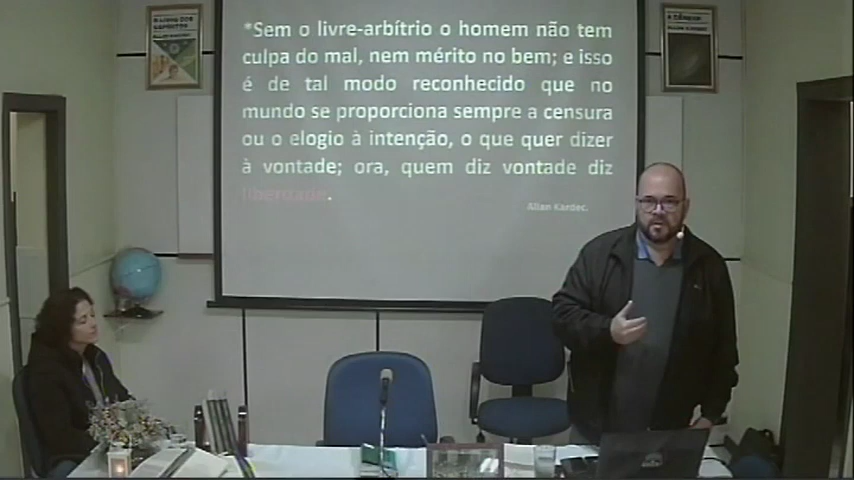 *Sem o livre-arbítrio o homem não tem
culpa do mal, nem mérito no bem; e isso
é de tal modo reconhecido que no
mundo se proporciona sempre a censura
ou o elogio à intenção, o que quer dizer
à vontade; ora, quem diz vontade diz
liberdade.
Allan Kardec.
A GÊNESE